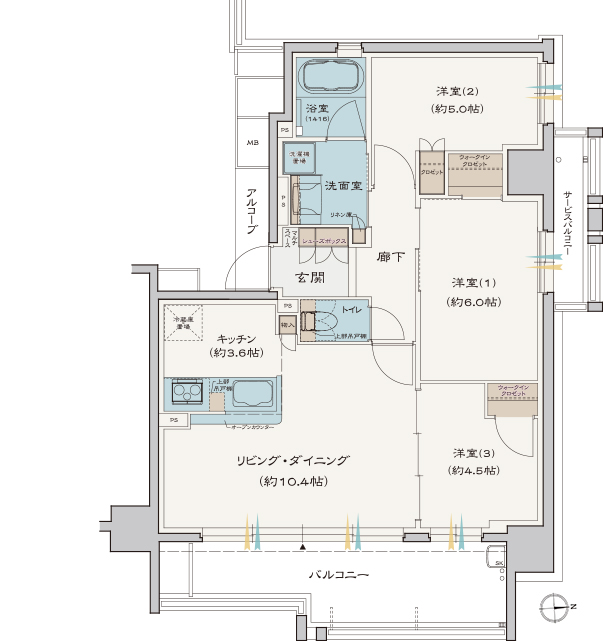 浴室
(1416)
洋室(2)
(約5.0帖)
PS
MB
洗濯機
置場
洗面室
クロゼット
ウォークイン
クロゼット
PS
リネン庫
アルコーブ
マルチ
スペース
シューズボックス
廊下
サービスバルコニー
玄関
洋室(1)
(約6.0帖)
PS
トイレ
物入
上部吊戸棚
冷蔵庫
置場
キッチン
(約3.6帖)
上部
吊戸棚
ウォークイン
クロゼット
PS
オープンカウンター
リビング・ダイニング
(約10.4帖)
洋室(3)
(約4.5帖)
SK
バルコニー
N